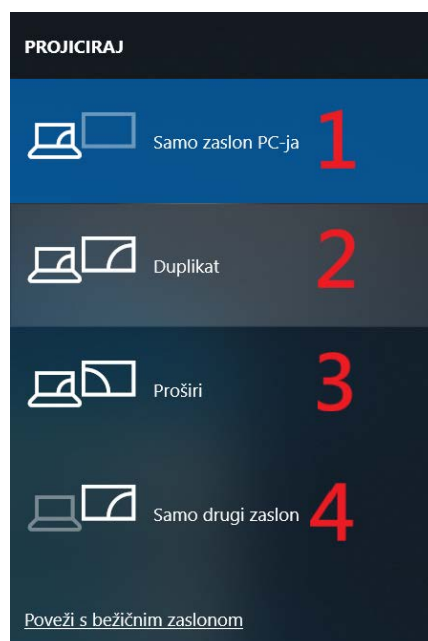 PROJICIRAJ
Samo zaslon PC-ja 1
Duplikat 2
Proširi 3
Samo drugi zaslon 4
Poveži s bežičnim zaslonom